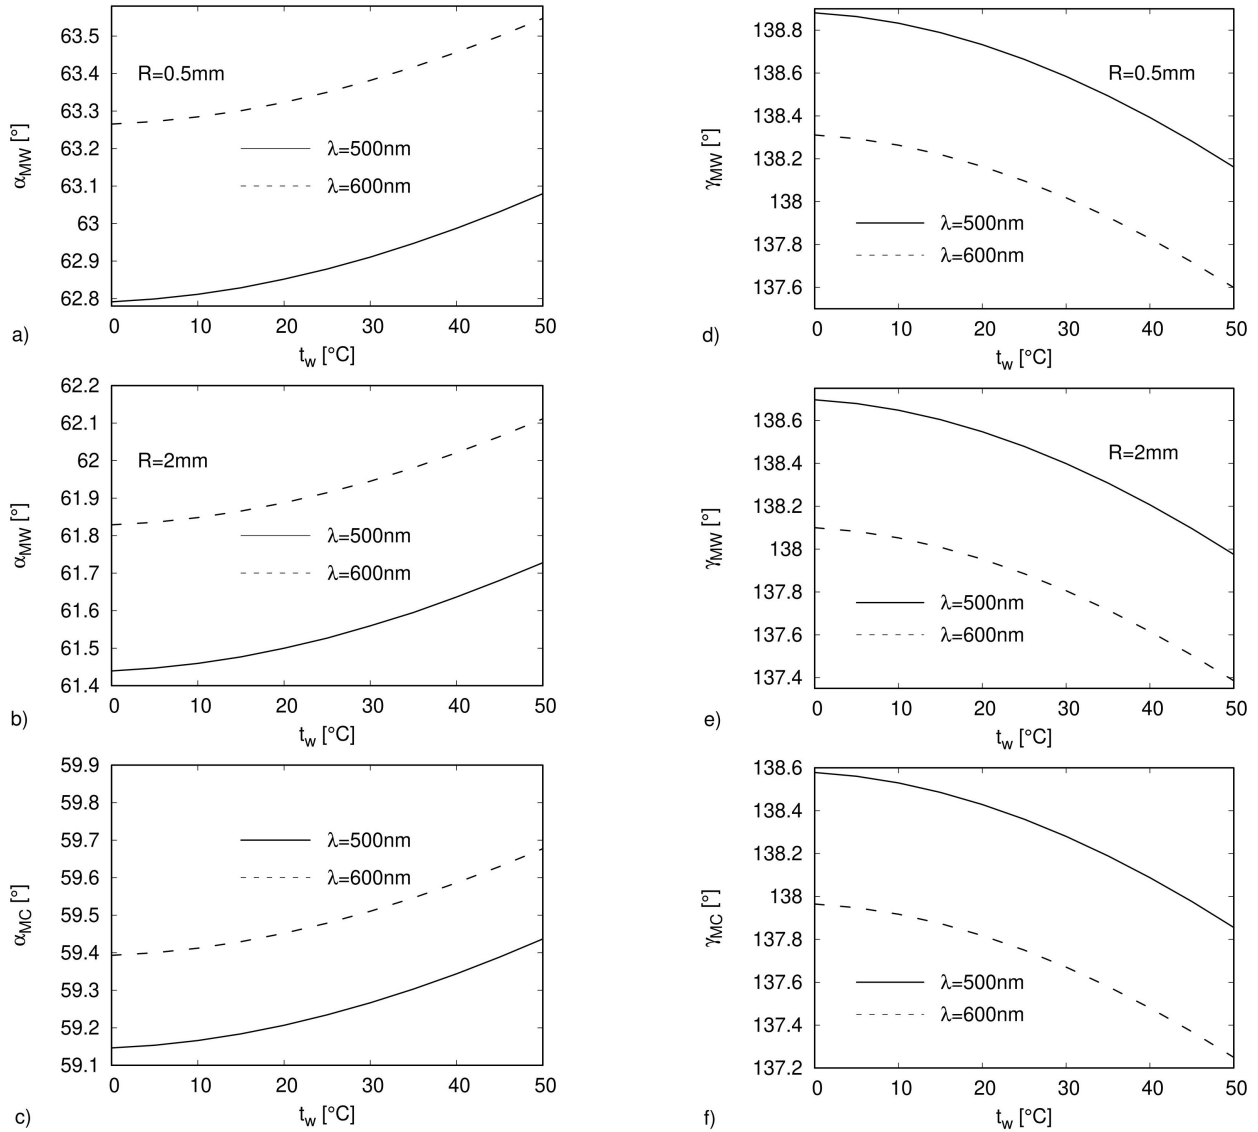 63.5
63.4
63.3
63.2
63.1
63
62.9
62.8
α_MW [°]
R=0.5mm
λ=500nm
λ=600nm
0 10 20 30 40 50
t_w [°C]
a)
138.8
138.6
138.4
138.2
138
137.8
137.6
γ_MW [°]
R=0.5mm
λ=500nm
λ=600nm
0 10 20 30 40 50
t_w [°C]
d)
62.2
62.1
62
61.9
61.8
61.7
61.6
61.5
61.4
α_MW [°]
R=2mm
λ=500nm
λ=600nm
0 10 20 30 40 50
t_w [°C]
b)
138.6
138.4
138.2
138
137.8
137.6
137.4
γ_MW [°]
R=2mm
λ=500nm
λ=600nm
0 10 20 30 40 50
t_w [°C]
e)
59.9
59.8
59.7
59.6
59.5
59.4
59.3
59.2
59.1
α_MC [°]
λ=500nm
λ=600nm
0 10 20 30 40 50
t_w [°C]
c)
138.6
138.4
138.2
138
137.8
137.6
137.4
137.2
γ_MC [°]
λ=500nm
λ=600nm
0 10 20 30 40 50
t_w [°C]
f)